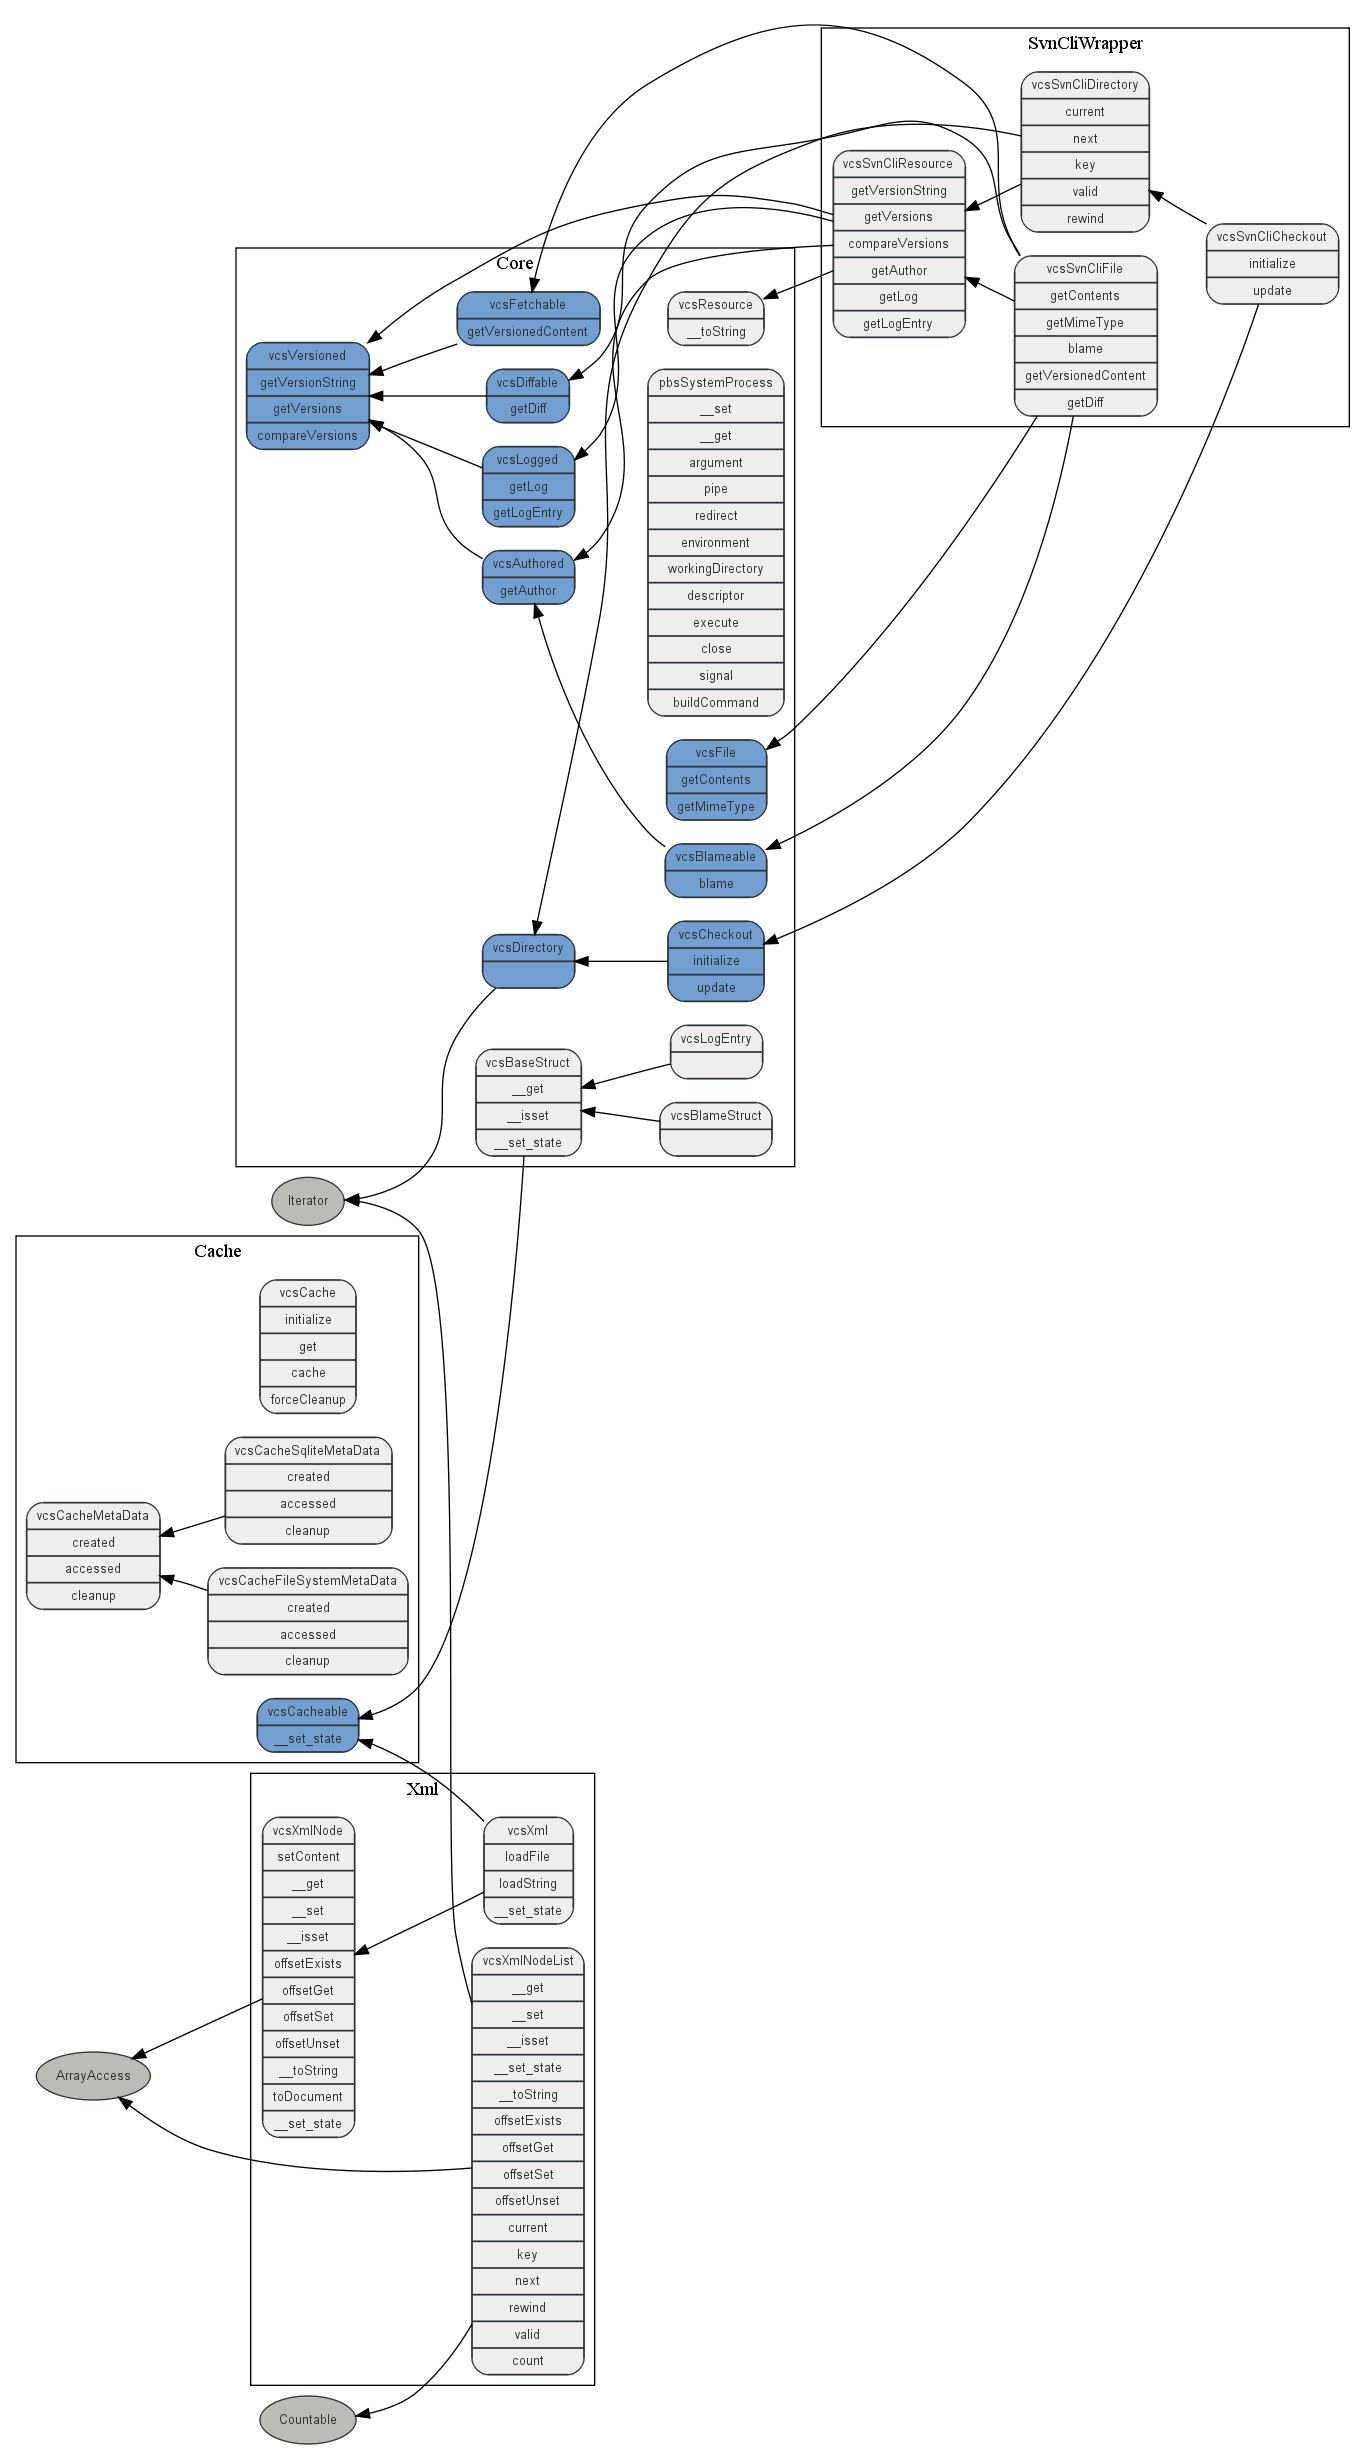 SvnCliWrapper
vcsSvnCliDirectory
current
next
key
valid
rewind
vcsSvnCliResource
getVersionString
getVersions
compareVersions
getAuthor
getLog
getLogEntry
vcsSvnCliCheckout
initialize
update
vcsSvnCliFile
getContents
getMimeType
blame
getVersionedContent
getDiff
Core
vcsFetchable
getVersionedContent
vcsResource
__toString
vcsVersioned
getVersionString
getVersions
compareVersions
vcsDiffable
getDiff
vcsLogged
getLog
getLogEntry
vcsAuthored
getAuthor
pbsSystemProcess
__set
__get
argument
pipe
redirect
environment
workingDirectory
descriptor
execute
close
signal
buildCommand
vcsFile
getContents
getMimeType
vcsBlameable
blame
vcsCheckout
initialize
update
vcsDirectory
vcsLogEntry
vcsBaseStruct
__get
__isset
__set_state
vcsBlameStruct
Iterator
Cache
vcsCache
initialize
get
cache
forceCleanup
vcsCacheSqliteMetaData
created
accessed
cleanup
vcsCacheMetaData
created
accessed
cleanup
vcsCacheFileSystemMetaData
created
accessed
cleanup
vcsCacheable
__set_state
Xml
vcsXmlNode
setContent
__get
__set
__isset
offsetExists
offsetGet
offsetSet
offsetUnset
__toString
toDocument
__set_state
vcsXml
loadFile
loadString
__set_state
vcsXmlNodeList
__get
__set
__isset
__set_state
__toString
offsetExists
offsetGet
offsetSet
offsetUnset
current
key
next
rewind
valid
count
ArrayAccess
Countable